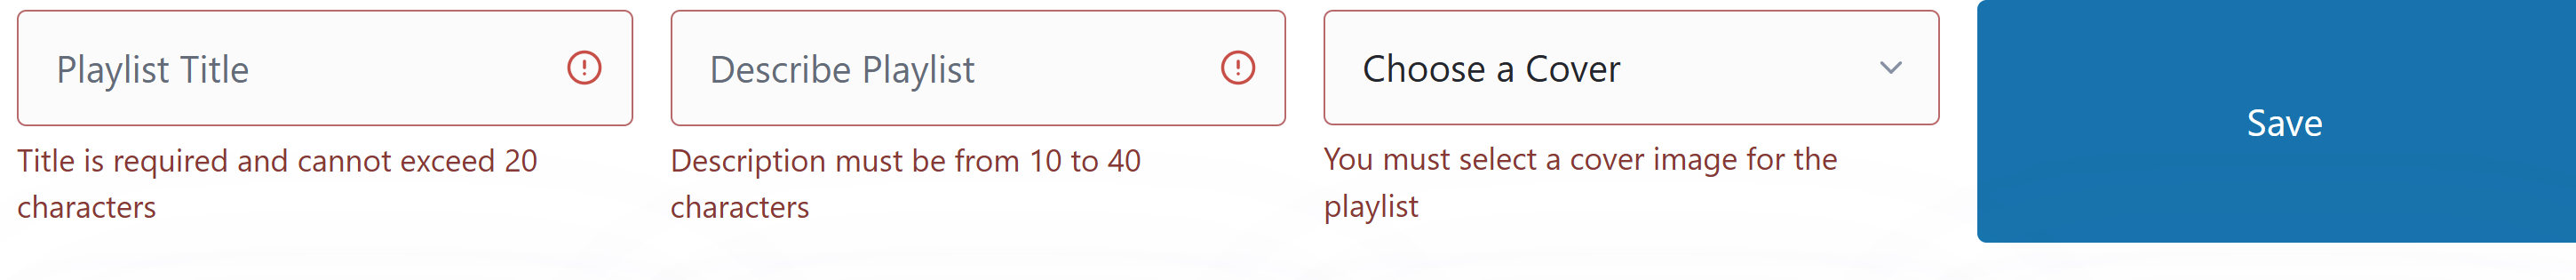 Playlist Title
Describe Playlist
Choose a Cover
Save
Title is required and cannot exceed 20
characters
Description must be from 10 to 40
characters
You must select a cover image for the
playlist